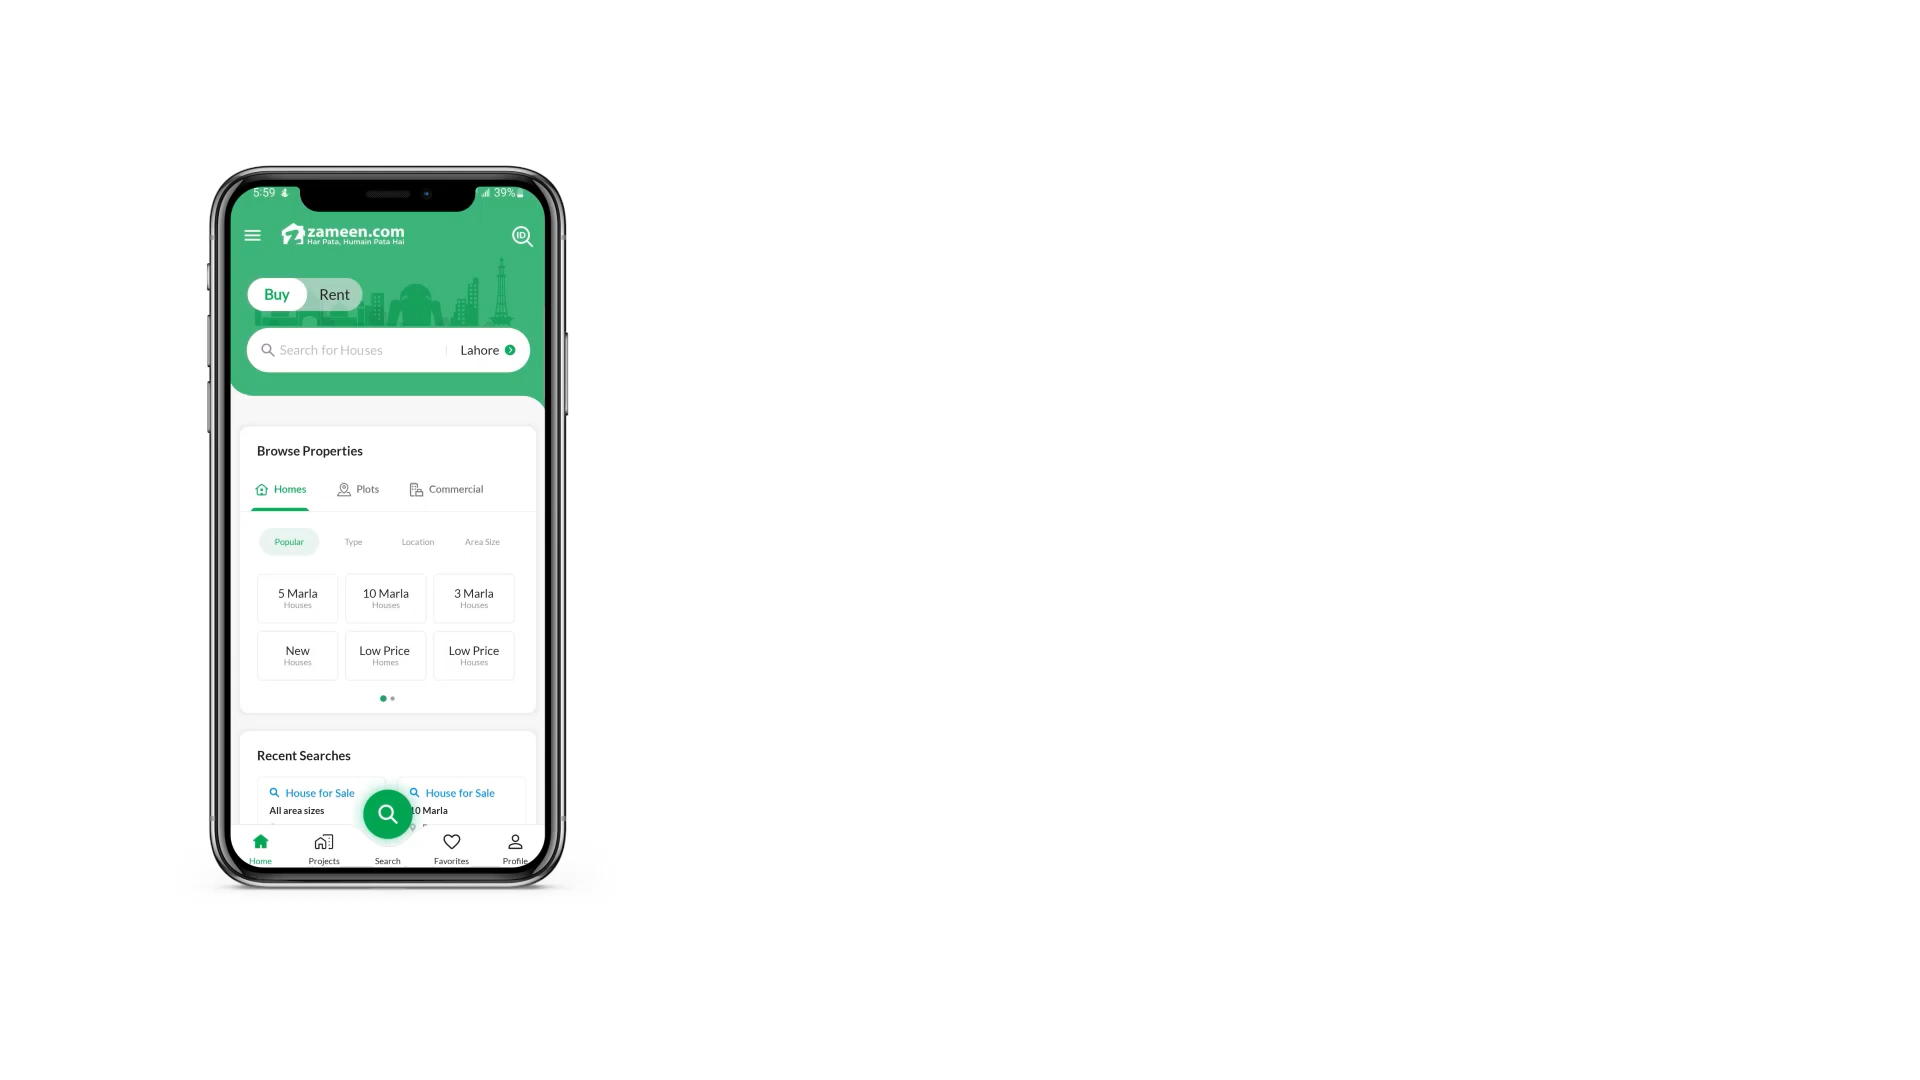 5:59
39%
zameen.com
Har Pata, Humain Pata Hai
ID
Buy Rent
Search for Houses Lahore
Browse Properties
Homes Plots Commercial
Popular Type Location Area Size
5 Marla 10 Marla 3 Marla
Houses Houses Houses
New Low Price Low Price
Houses Homes Houses
Recent Searches
House for Sale House for Sale
All area sizes 10 Marla
Home Projects Search Favorites Profile